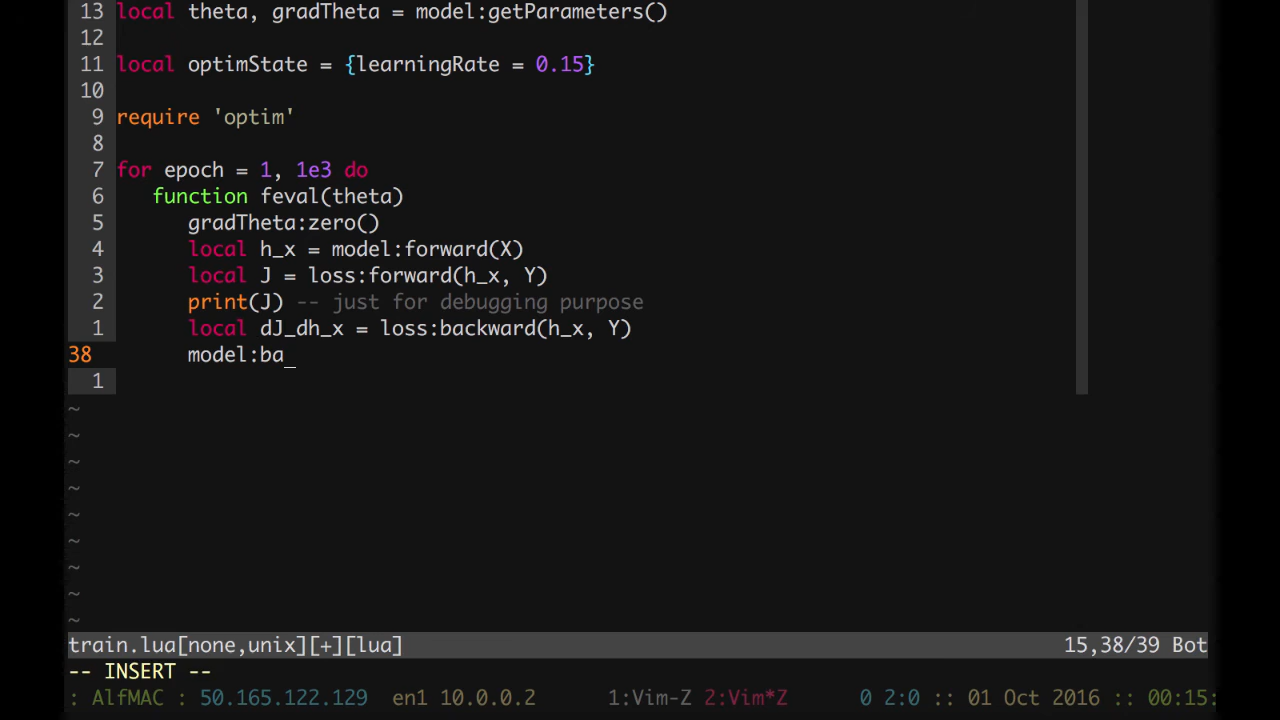 13 local theta, gradTheta = model:getParameters()
12
11 local optimState = {learningRate = 0.15}
10
9 require 'optim'
8
7 for epoch = 1, 1e3 do
6 function feval(theta)
5 gradTheta:zero()
4 local h_x = model:forward(X)
3 local J = loss:forward(h_x, Y)
2 print(J) -- just for debugging purpose
1 local dJ_dh_x = loss:backward(h_x, Y)
38 model:ba_
1
~
~
~
~
~
~
~
~
~
train.lua[none,unix][+][lua] 15,38/39 Bot
-- INSERT --
: AlfMAC : 50.165.122.129 en1 10.0.0.2 1:Vim-Z 2:Vim*Z 0 2:0 :: 01 Oct 2016 :: 00:15: